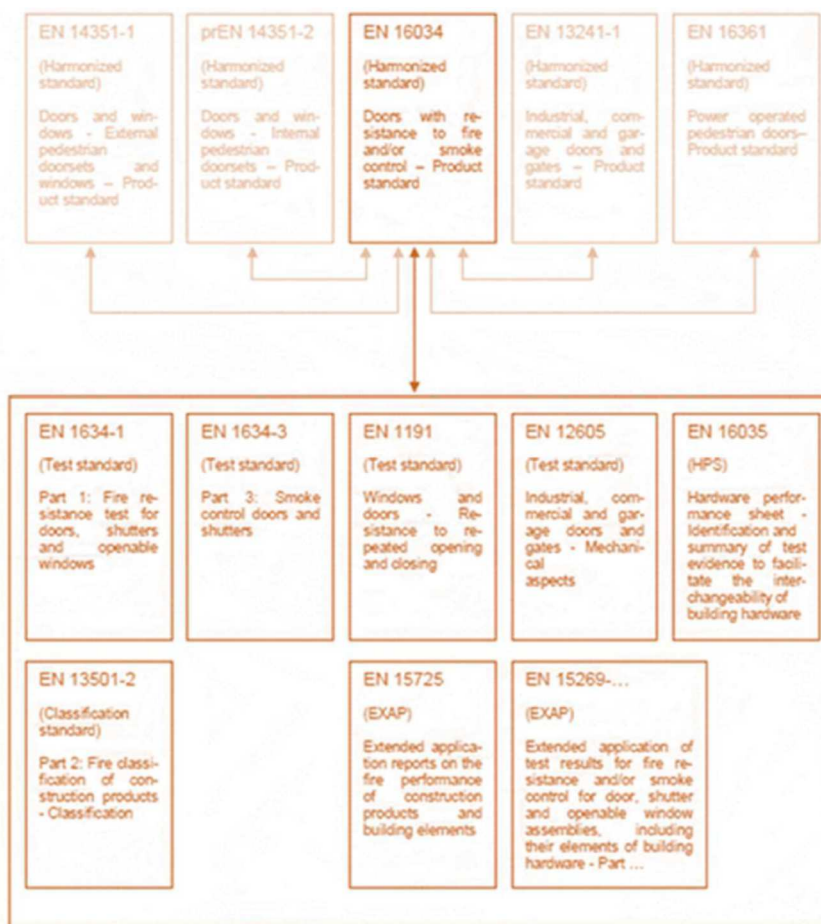 EN 14351-1
(Harmonized
standard)
Doors and win-
dows - External
pedestrian
doorsets and
windows – Prod-
uct standard
prEN 14351-2
(Harmonized
standard)
Doors and win-
dows - Internal
pedestrian
doorsets – Prod-
uct standard
EN 16034
(Harmonized
standard)
Doors with re-
sistance to fire
and/or smoke
control – Product
standard
EN 13241-1
(Harmonized
standard)
Industrial, com-
mercial and gar-
age doors and
gates – Product
standard
EN 16361
(Harmonized
standard)
Power operated
pedestrian doors–
Product standard
EN 1634-1
(Test standard)
Part 1: Fire re-
sistance test for
doors, shutters
and openable
windows
EN 1634-3
(Test standard)
Part 3: Smoke
control doors and
shutters
EN 1191
(Test standard)
Windows and
doors - Re-
sistance to re-
peated opening
and closing
EN 12605
(Test standard)
Industrial, com-
mercial and gar-
age doors and
gates - Mechani-
cal
aspects
EN 16035
(HPS)
Hardware perfor-
mance sheet -
Identification and
summary of test
evidence to facili-
tate the inter-
changeability of
building hardware
EN 13501-2
(Classification
standard)
Part 2: Fire classi-
fication of con-
struction products
- Classification
EN 15725
(EXAP)
Extended applica-
tion reports on the
fire performance
of construction
products and
building elements
EN 15269-...
(EXAP)
Extended application of
test results for fire re-
sistance and/or smoke
control for door, shutter
and openable window
assemblies, including
their elements of building
hardware - Part ...